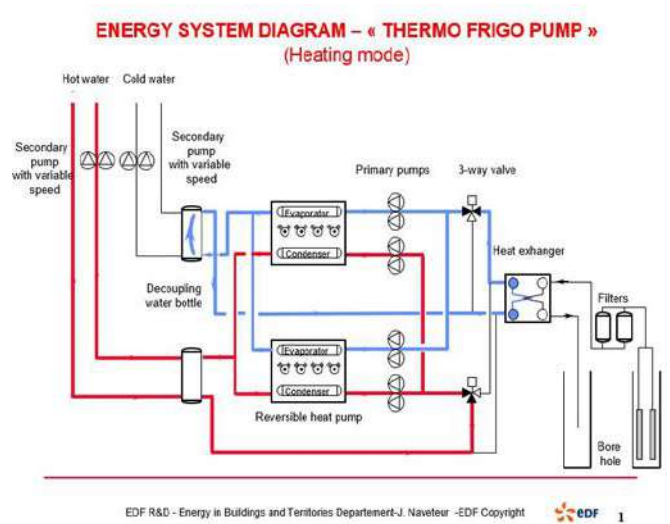 ENERGY SYSTEM DIAGRAM – « THERMO FRIGO PUMP »
(Heating mode)
Hot water
Cold water
Secondary
pump
with variable
speed
Secondary
pump
with variable
speed
Primary pumps
3-way valve
Evaporator
Condenser
Heat exhanger
Filters
Decoupling
water bottle
Evaporator
Condenser
Reversible heat pump
Bore
hole
EDF R&D - Energy in Buildings and Territories Departement-J. Naveteur -EDF Copyright
eDF
1